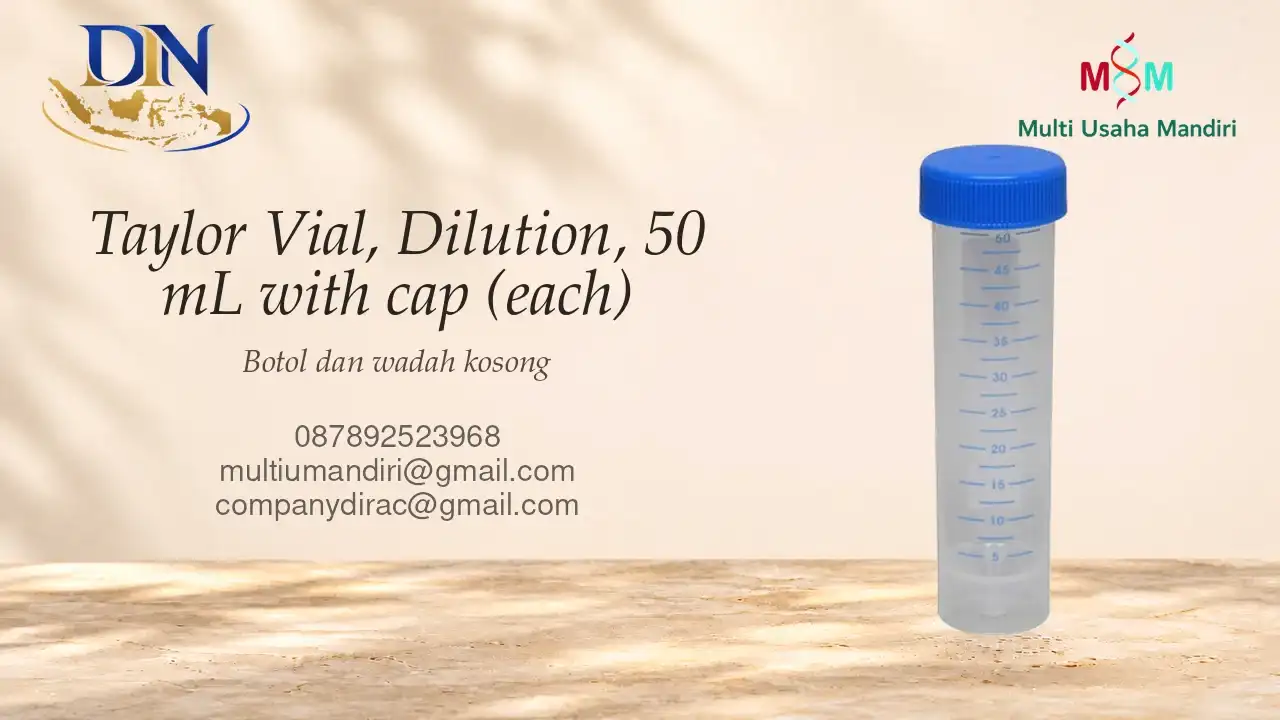 DIN
M M
Multi Usaha Mandiri
Taylor Vial, Dilution, 50
mL with cap (each)
Botol dan wadah kosong
087892523968
multiumandiri@gmail.com
companydirac@gmail.com
50
45
40
35
30
25
20
15
10
5